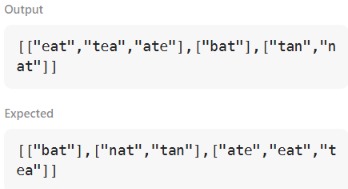 Output
[["eat","tea","ate"],["bat"],["tan","n
at"]]
Expected
[["bat"],["nat","tan"],["ate","eat","t
ea"]]